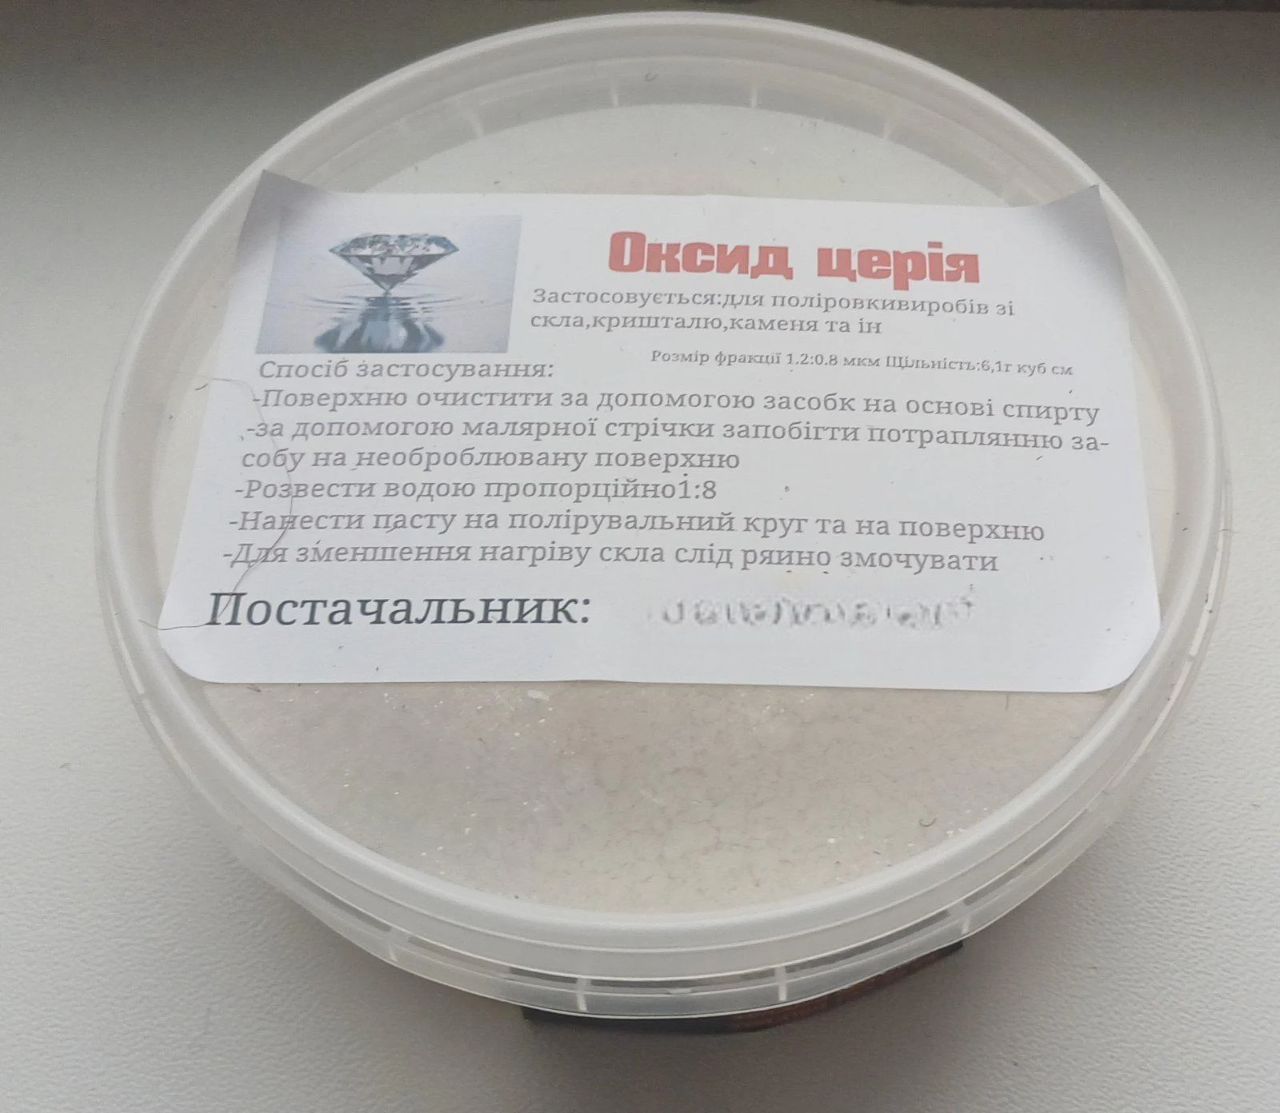 Оксид церія
Застосовується:для поліровкивиробів зі
скла,кришталю,каменя та ін
Розмір фракції 1.2:0.8 мкм Щільність:6,1г куб см
Спосіб застосування:
-Поверхню очистити за допомогою засобк на основі спирту
-за допомогою малярної стрічки запобігти потраплянню за-
собу на необроблювану поверхню
-Розвести водою пропорційно1:8
-Нанести пасту на полірувальний круг та на поверхню
-Для зменшення нагріву скла слід ряино змочувати
Постачальник: